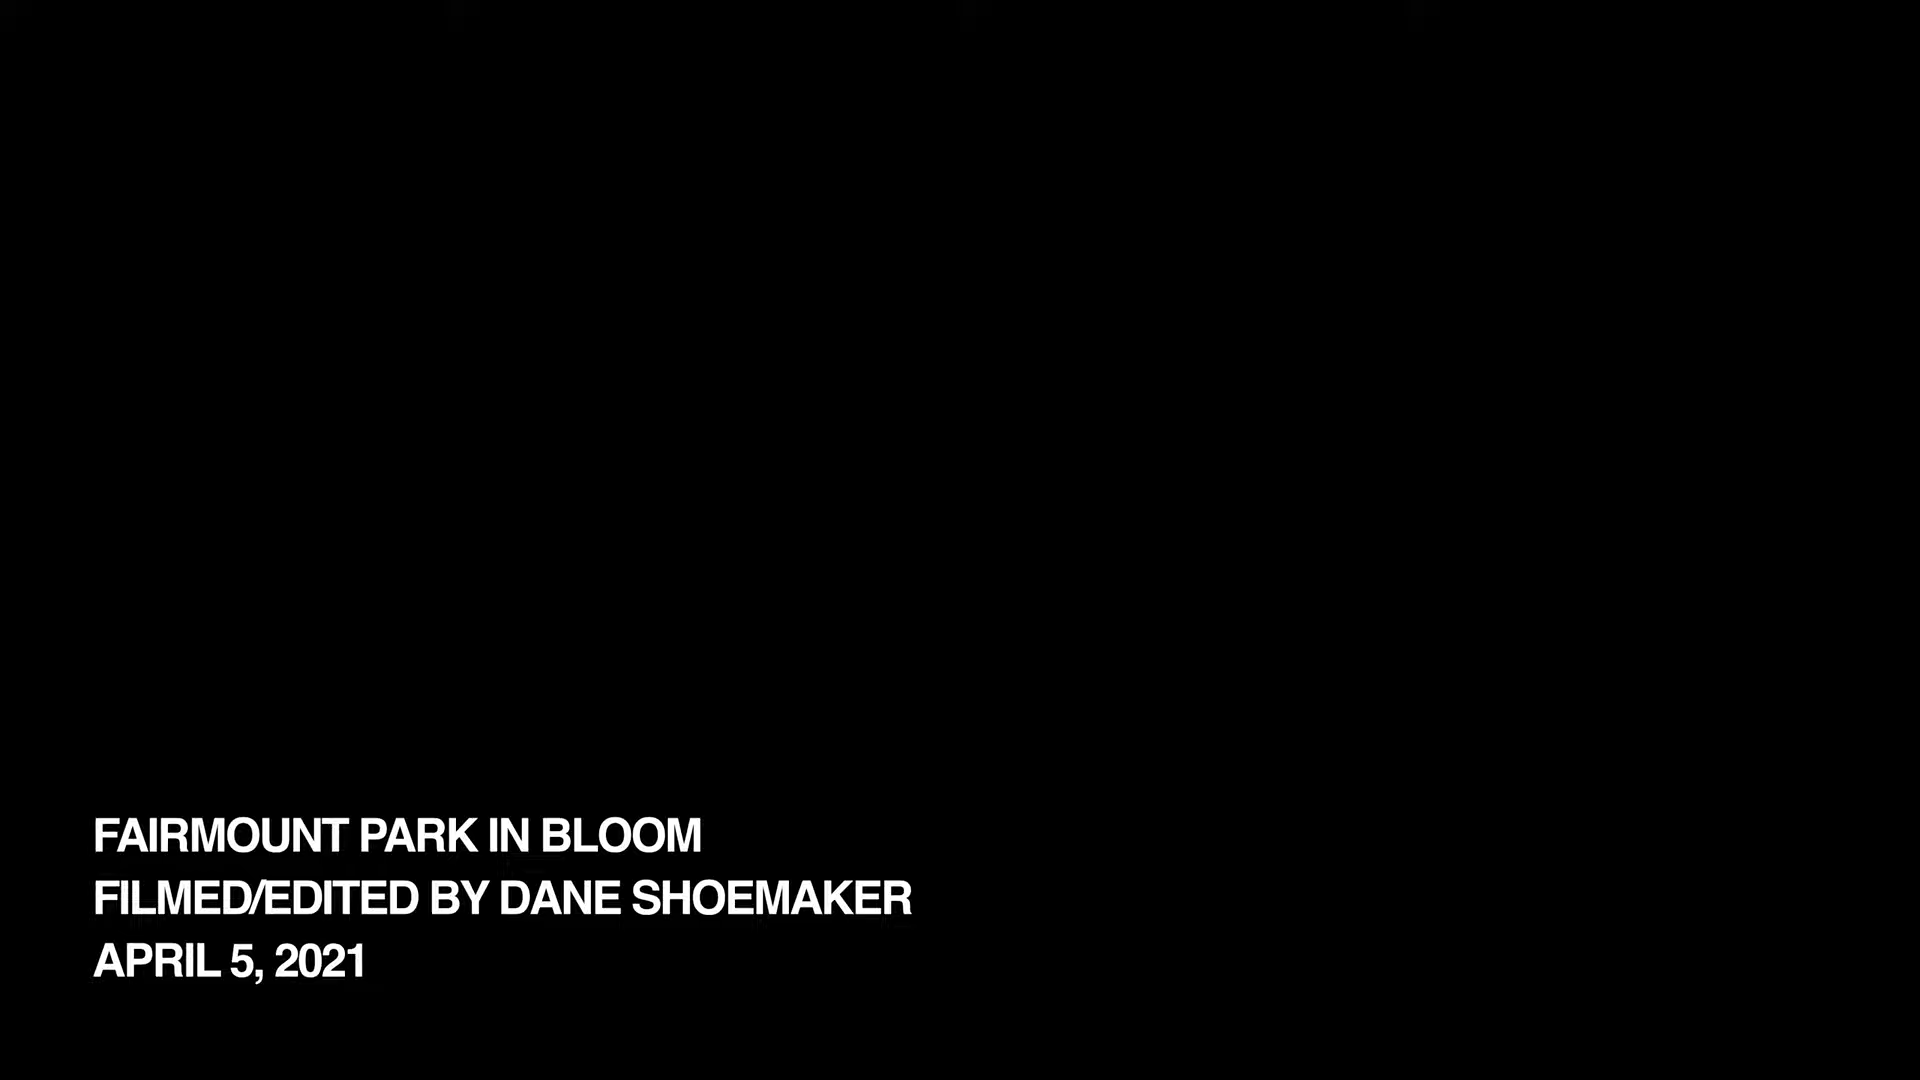 FAIRMOUNT PARK IN BLOOM
FILMED/EDITED BY DANE SHOEMAKER
APRIL 5, 2021